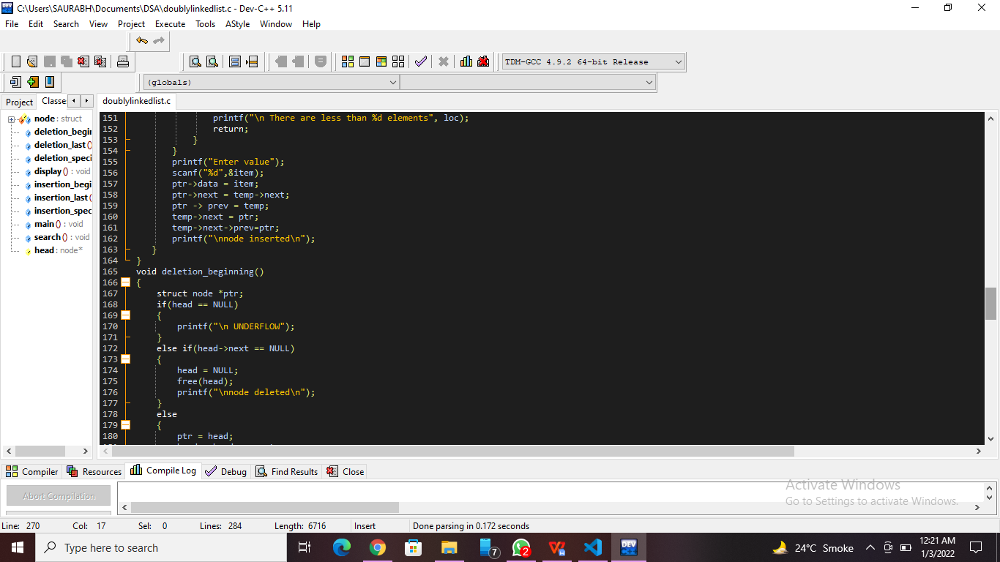 C:\Users\SAURABH\Documents\DSA\doublylinkedlist.c - Dev-C++ 5.11
File Edit Search View Project Execute Tools AStyle Window Help
TDM-GCC 4.9.2 64-bit Release
(globals)
Project Classe
doublylinkedlist.c
node : struct
deletion_begin
deletion_last ()
deletion_speci
display () : void
insertion_begi
insertion_last (
insertion_spec
main () : void
search () : void
head : node*
151 printf("\n There are less than %d elements", loc);
152 return;
153 }
154 }
155 printf("Enter value");
156 scanf("%d",&item);
157 ptr->data = item;
158 ptr->next = temp->next;
159 ptr -> prev = temp;
160 temp->next = ptr;
161 temp->next->prev=ptr;
162 printf("\nnode inserted\n");
163 }
164 }
165 void deletion_beginning()
166 {
167 struct node *ptr;
168 if(head == NULL)
169 {
170 printf("\n UNDERFLOW");
171 }
172 else if(head->next == NULL)
173 {
174 head = NULL;
175 free(head);
176 printf("\nnode deleted\n");
177 }
178 else
179 {
180 ptr = head;
Compiler Resources Compile Log Debug Find Results Close
Abort Compilation
Activate Windows
Go to Settings to activate Windows.
Line: 270 Col: 17 Sel: 0 Lines: 284 Length: 6716 Insert Done parsing in 0.172 seconds
Type here to search
7
2
DEV
24°C Smoke
12:21 AM
1/3/2022